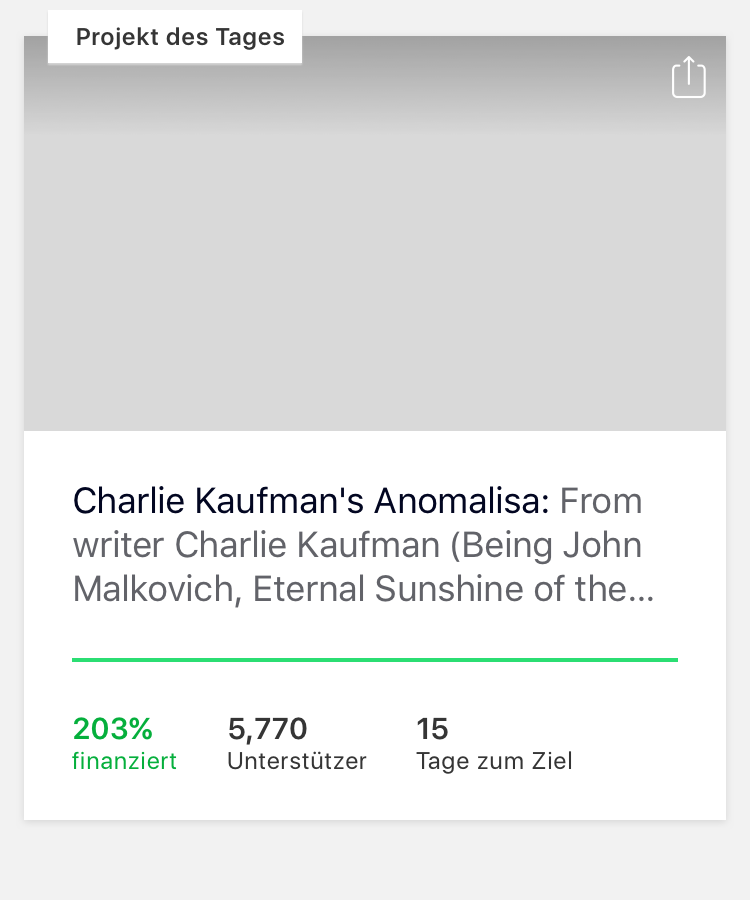 Projekt des Tages
Charlie Kaufman's Anomalisa: From
writer Charlie Kaufman (Being John
Malkovich, Eternal Sunshine of the...
203%
finanziert
5,770
Unterstützer
15
Tage zum Ziel